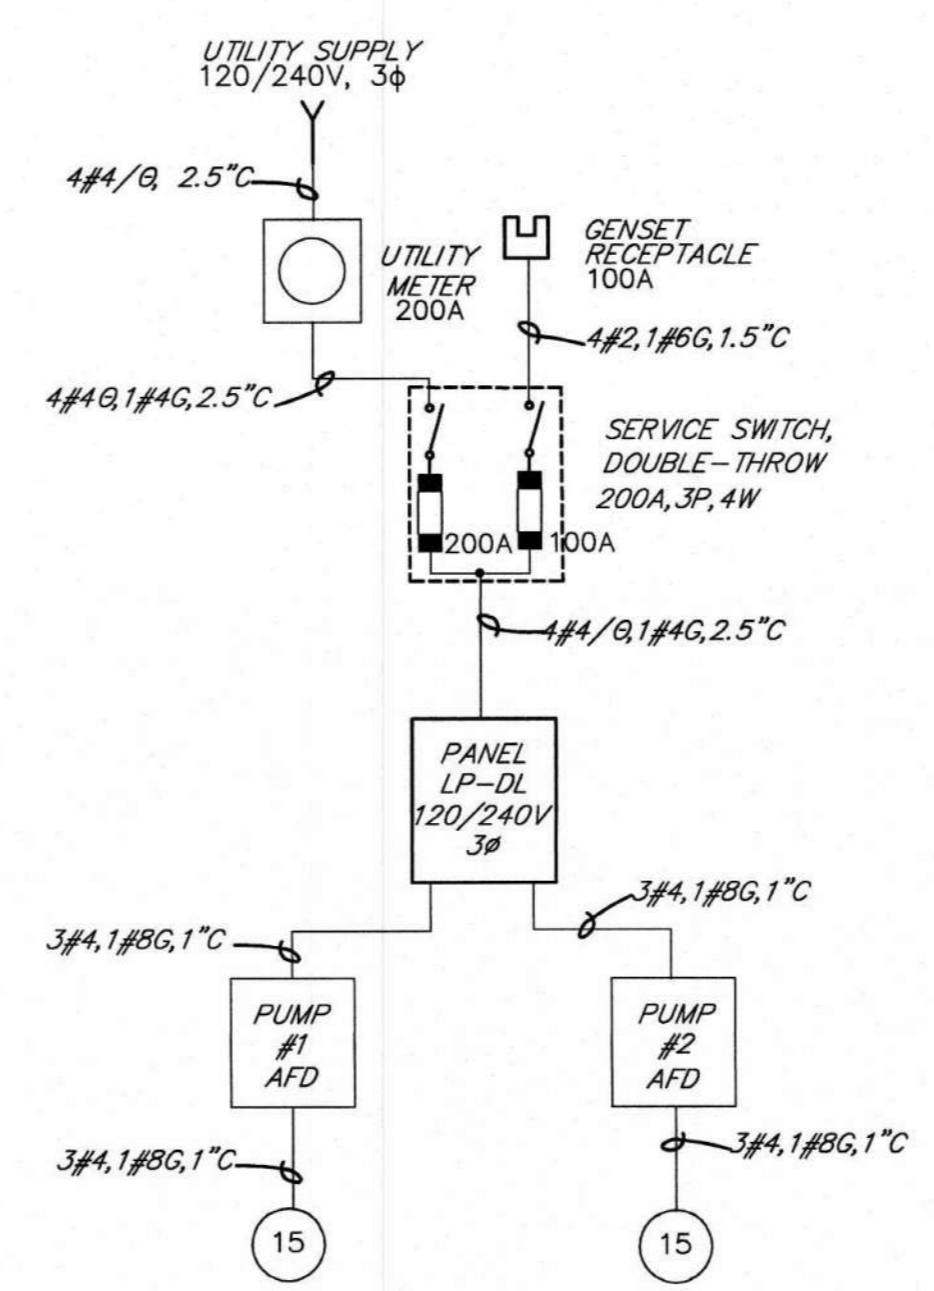 UTILITY SUPPLY
120/240V, 3ϕ
4#4/0, 2.5"C
UTILITY
METER
200A
GENSET
RECEPTACLE
100A
4#2,1#6G,1.5"C
4#40,1#4G,2.5"C
SERVICE SWITCH,
DOUBLE-THROW
200A,3P,4W
200A
100A
4#4/0,1#4G,2.5"C
PANEL
LP-DL
120/240V
3ø
3#4,1#8G,1"C
3#4,1#8G,1"C
PUMP
#1
AFD
PUMP
#2
AFD
3#4,1#8G,1"C
3#4,1#8G,1"C
15
15